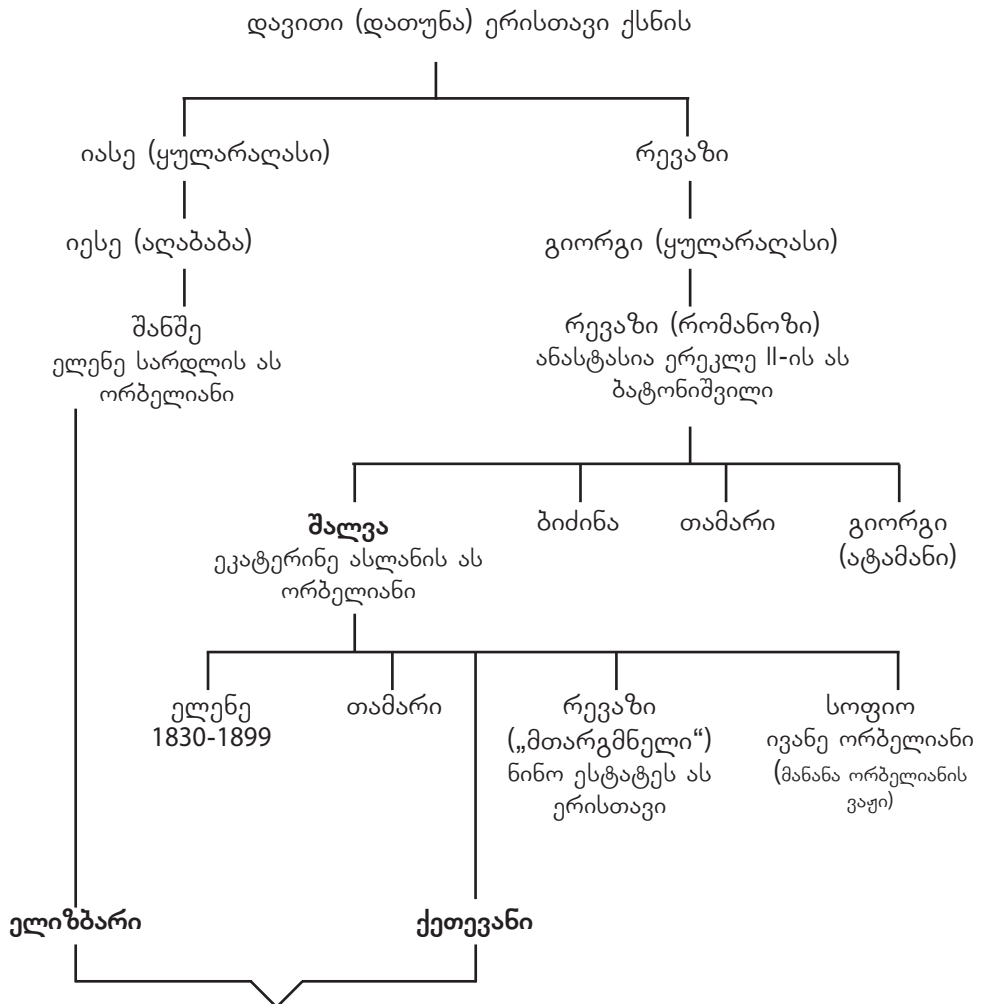 დავითი (დათუნა) ერისთავი ქსნის
იასე (ყულარაღასი)
რევაზი
იესე (აღაბაბა)
გიორგი (ყულარაღასი)
შანშე
ელენე სარდლის ას
ორბელიანი
რევაზი (რომანოზი)
ანასტასია ერეკლე II-ის ას
ბატონიშვილი
შალვა
ეკატერინე ასლანის ას
ორბელიანი
ბიძინა
თამარი
გიორგი
(ატამანი)
ელენე
1830-1899
თამარი
რევაზი
(„მთარგმნელი“)
ნინო ესტატეს ას
ერისთავი
სოფიო
ივანე ორბელიანი
(მანანა ორბელიანის
ვაჟი)
ელიზბარი
ქეთევანი